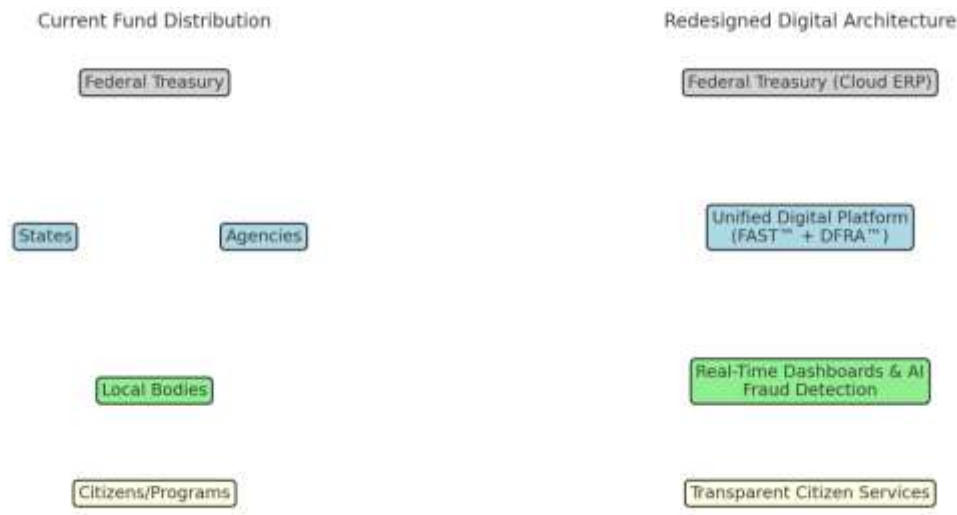 Current Fund Distribution
Redesigned Digital Architecture
Federal Treasury
Federal Treasury (Cloud ERP)
States
Agencies
Unified Digital Platform
(FAST™ + DFRA™)
Local Bodies
Real-Time Dashboards & AI
Fraud Detection
Citizens/Programs
Transparent Citizen Services